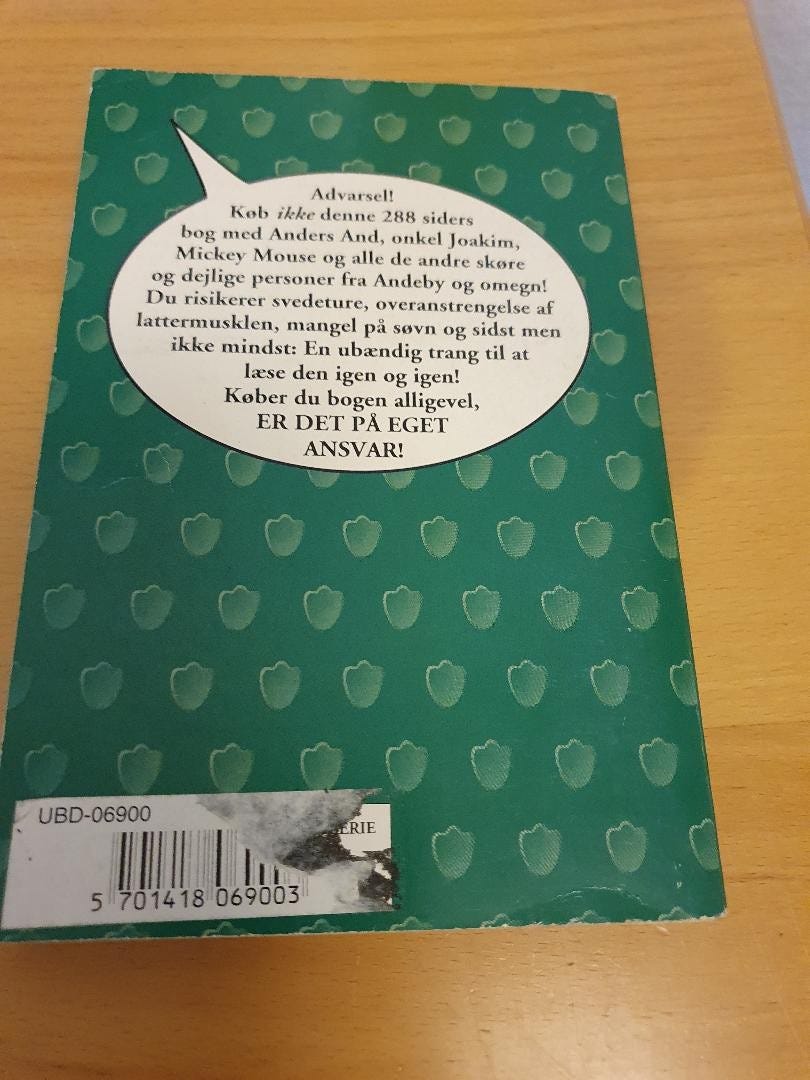 Advarsel!
Køb ikke denne 288 siders
bog med Anders And, onkel Joakim,
Mickey Mouse og alle de andre skøre
og dejlige personer fra Andeby og omegn!
Du risikerer svedeture, overanstrengelse af
lattermusklen, mangel på søvn og sidst men
ikke mindst: En ubændig trang til at
læse den igen og igen!
Køber du bogen alligevel,
ER DET PÅ EGET
ANSVAR!
UBD-06900
ERIE
5 701418 069003